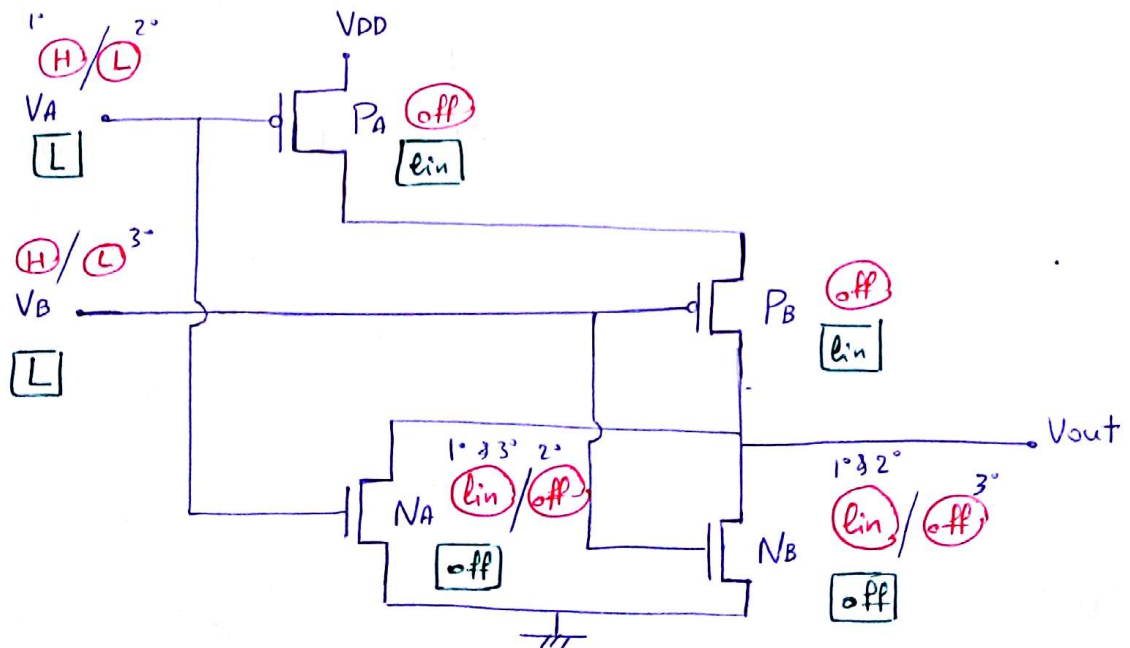 1° 2°
H / L
VDD
VA
PA off
L
lin
H / L 3°
VB
PB off
L
lin
1° & 3° 2°
lin / off
NA
off
Vout
1° & 2° 3°
lin / off
NB
off